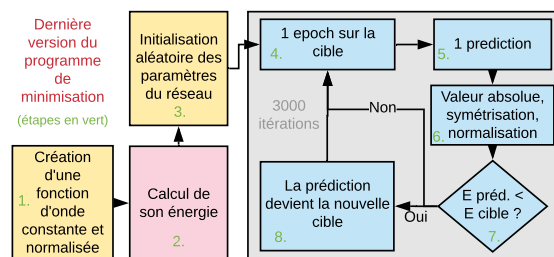 Dernière
version du
programme
de
minimisation
(étapes en vert)
1.
Création
d'une
fonction
d'onde
constante et
normalisée
Calcul de
son énergie
2.
Initialisation
aléatoire des
paramètres
du réseau
3.
1 epoch sur la
cible
4.
1 prediction
5.
Valeur absolue,
symétrisation,
normalisation
6.
E préd. <
E cible ?
7.
Oui
Non
3000
itérations
La prédiction
devient la nouvelle
cible
8.